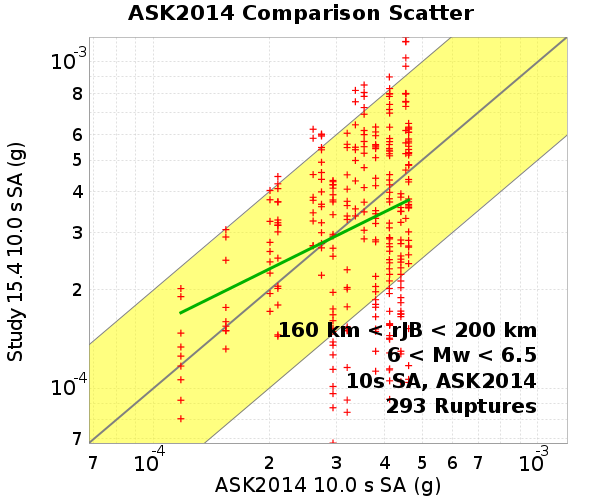 ASK2014 Comparison Scatter
Study 15.4 10.0 s SA (g)
10-3
8
6
5
4
3
2
10-4
7
160 km < rJB < 200 km
6 < Mw < 6.5
10s SA, ASK2014
293 Ruptures
7 10-4 2 3 4 5 6 7 10-3
ASK2014 10.0 s SA (g)